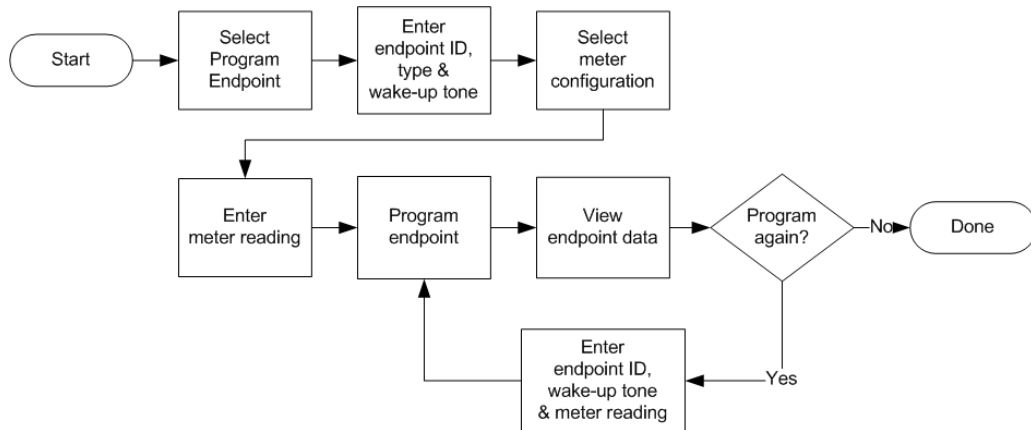 Start
Select
Program
Endpoint
Enter
endpoint ID,
type &
wake-up tone
Select
meter
configuration
Enter
meter reading
Program
endpoint
View
endpoint data
Program
again?
No
Done
Yes
Enter
endpoint ID,
wake-up tone
& meter reading